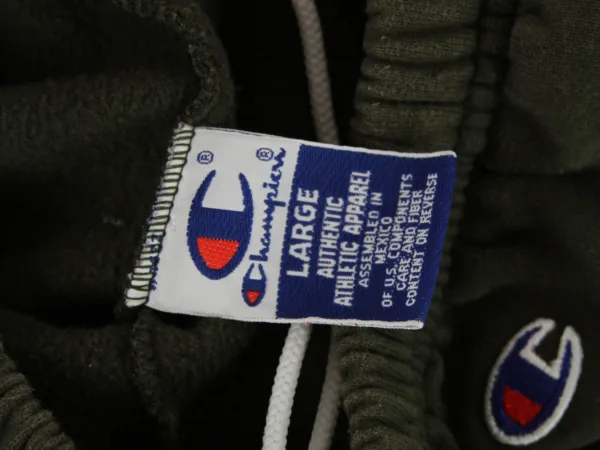 Champion
LARGE
AUTHENTIC
ATHLETIC APPAREL
ASSEMBLED IN
MEXICO
OF U.S. COMPONENTS
CARE AND FIBER
CONTENT ON REVERSE